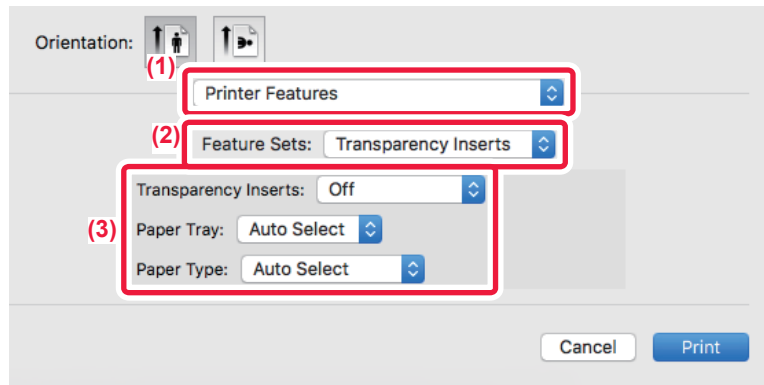 Orientation:
(1)
Printer Features
(2) Feature Sets: Transparency Inserts
Transparency Inserts: Off
(3) Paper Tray: Auto Select
Paper Type: Auto Select
Cancel Print